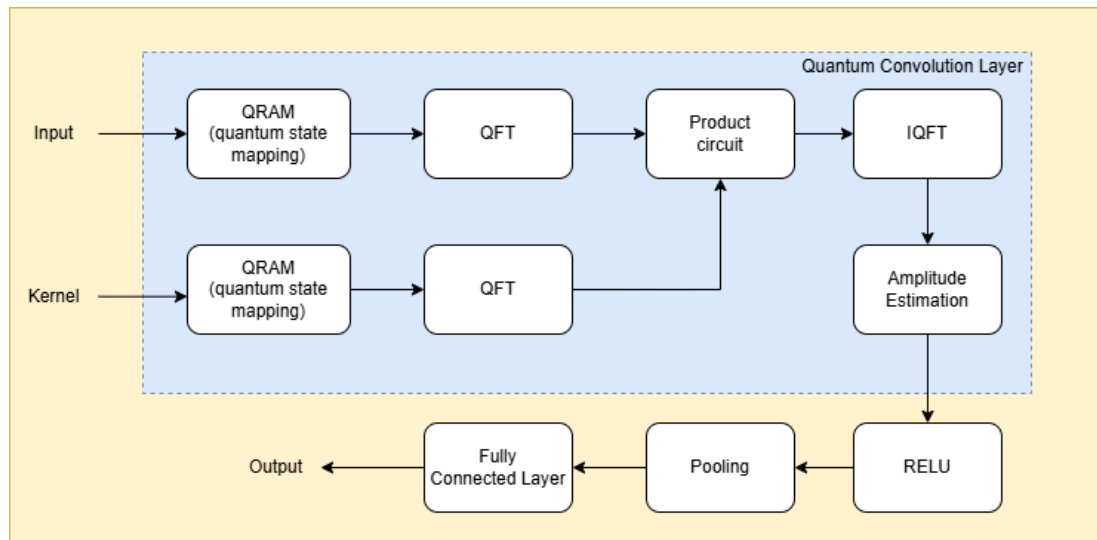 Quantum Convolution Layer
Input
QRAM
(quantum state
mapping)
QFT
Product
circuit
IQFT
Kernel
QRAM
(quantum state
mapping)
QFT
Amplitude
Estimation
Output
Fully
Connected Layer
Pooling
RELU